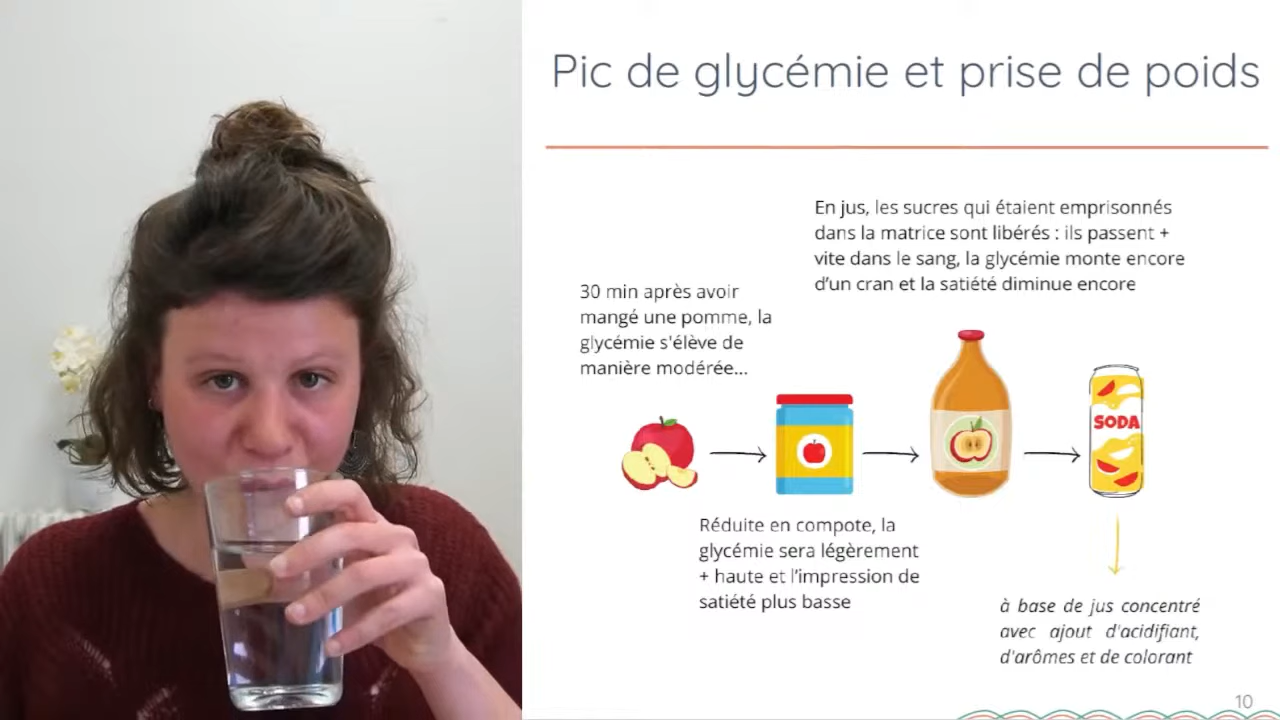 Pic de glycémie et prise de poids
En jus, les sucres qui étaient emprisonnés
dans la matrice sont libérés : ils passent +
vite dans le sang, la glycémie monte encore
d'un cran et la satiété diminue encore
30 min après avoir
mangé une pomme, la
glycémie s'élève de
manière modérée...
SODA
Réduite en compote, la
glycémie sera légèrement
+ haute et l'impression de
satiété plus basse
à base de jus concentré
avec ajout d'acidifiant,
d'arômes et de colorant
10